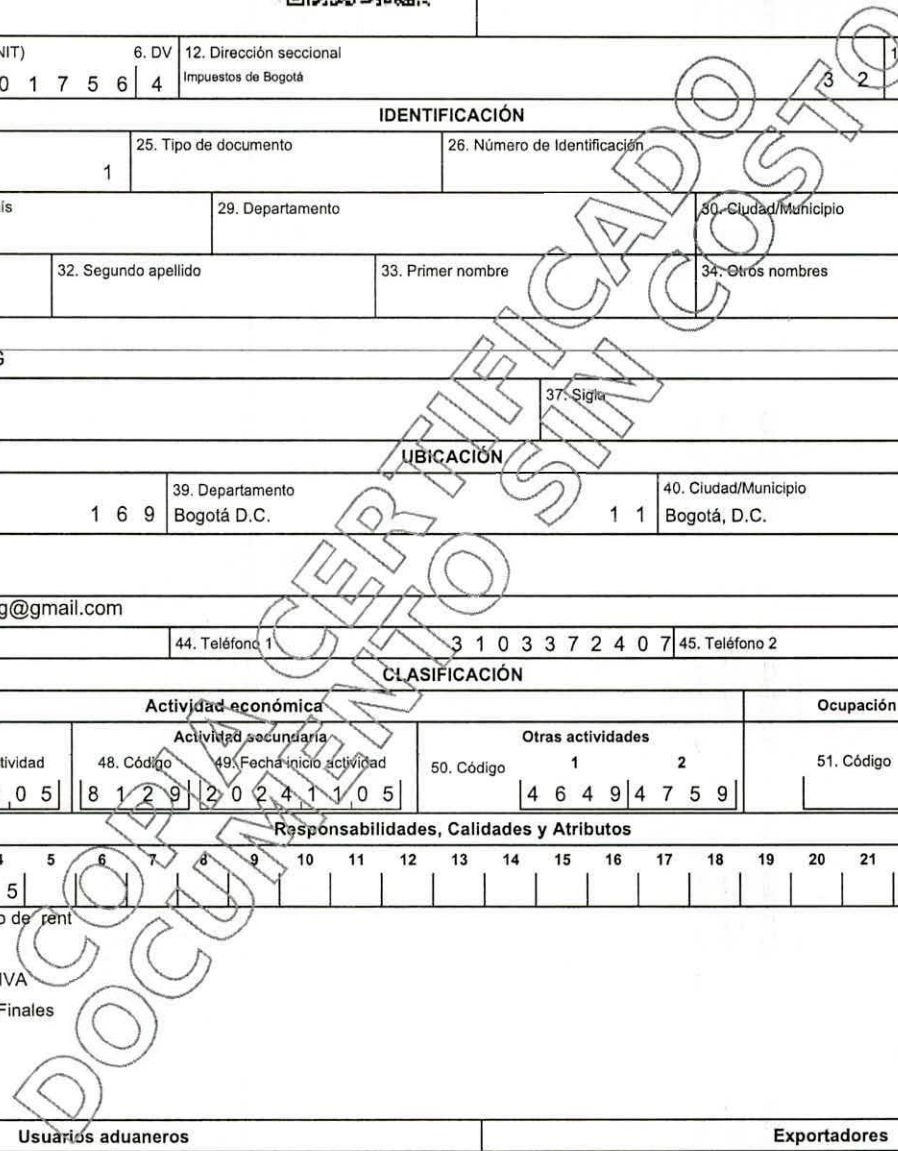 NIT) 6. DV 12. Dirección seccional
0 1 7 5 6 4 Impuestos de Bogotá 3 2 1
IDENTIFICACIÓN
1 25. Tipo de documento 26. Número de Identificación
ís 29. Departamento 30. Ciudad/Municipio
32. Segundo apellido 33. Primer nombre 34. Otros nombres
G
37. Sigla
UBICACIÓN
1 6 9 39. Departamento 1 1 40. Ciudad/Municipio
Bogotá D.C. Bogotá, D.C.
g@gmail.com
44. Teléfono 1 3 1 0 3 3 7 2 4 0 7 45. Teléfono 2
CLASIFICACIÓN
Actividad económica Ocupación
Actividad secundaria Otras actividades
tividad 48. Código 49. Fecha inicio actividad 50. Código 1 2 51. Código
0 5 8 1 2 9 2 0 2 4 1 1 0 5 4 6 4 9 4 7 5 9
Responsabilidades, Calidades y Atributos
4 5 6 7 8 9 10 11 12 13 14 15 16 17 18 19 20 21
5
o de rent
IVA
Finales
Usuarios aduaneros Exportadores
COPIA CERTIFICADO
DOCUMENTO SIN COSTO